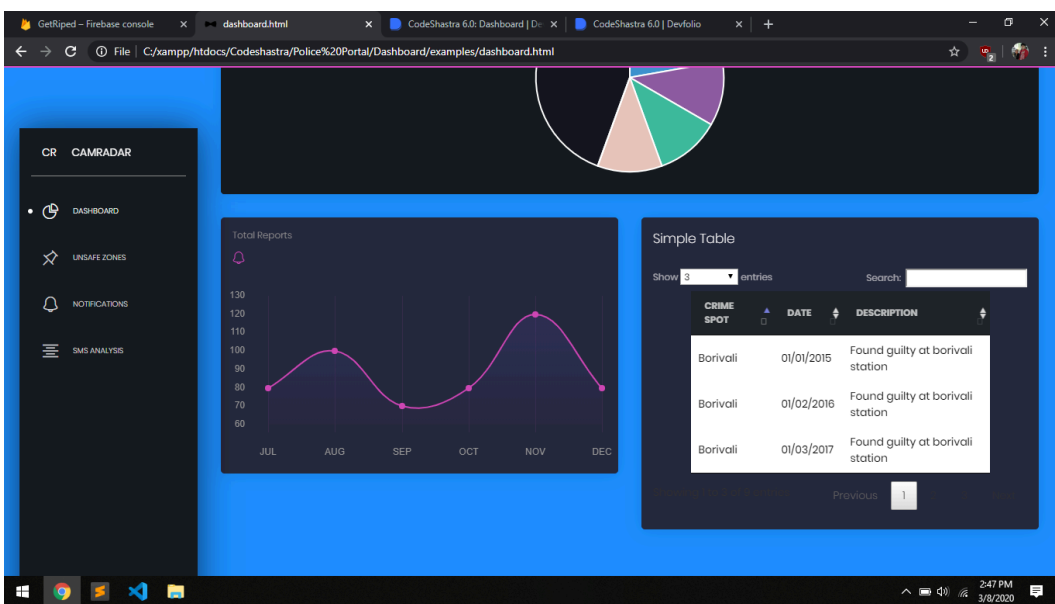 GetRiped – Firebase console
dashboard.html
CodeShastra 6.0: Dashboard | De
CodeShastra 6.0 | Devfolio
File
C:/xampp/htdocs/Codeshastra/Police%20Portal/Dashboard/examples/dashboard.html
2
CR CAMRADAR
DASHBOARD
UNSAFE ZONES
NOTIFICATIONS
SMS ANALYSIS
Total Reports
130
120
110
100
90
80
70
60
JUL AUG SEP OCT NOV DEC
Simple Table
Show 3 entries
Search:
CRIME SPOT DATE DESCRIPTION
Borivali 01/01/2015 Found guilty at borivali
station
Borivali 01/02/2016 Found guilty at borivali
station
Borivali 01/03/2017 Found guilty at borivali
station
Previous 1
2:47 PM
3/8/2020